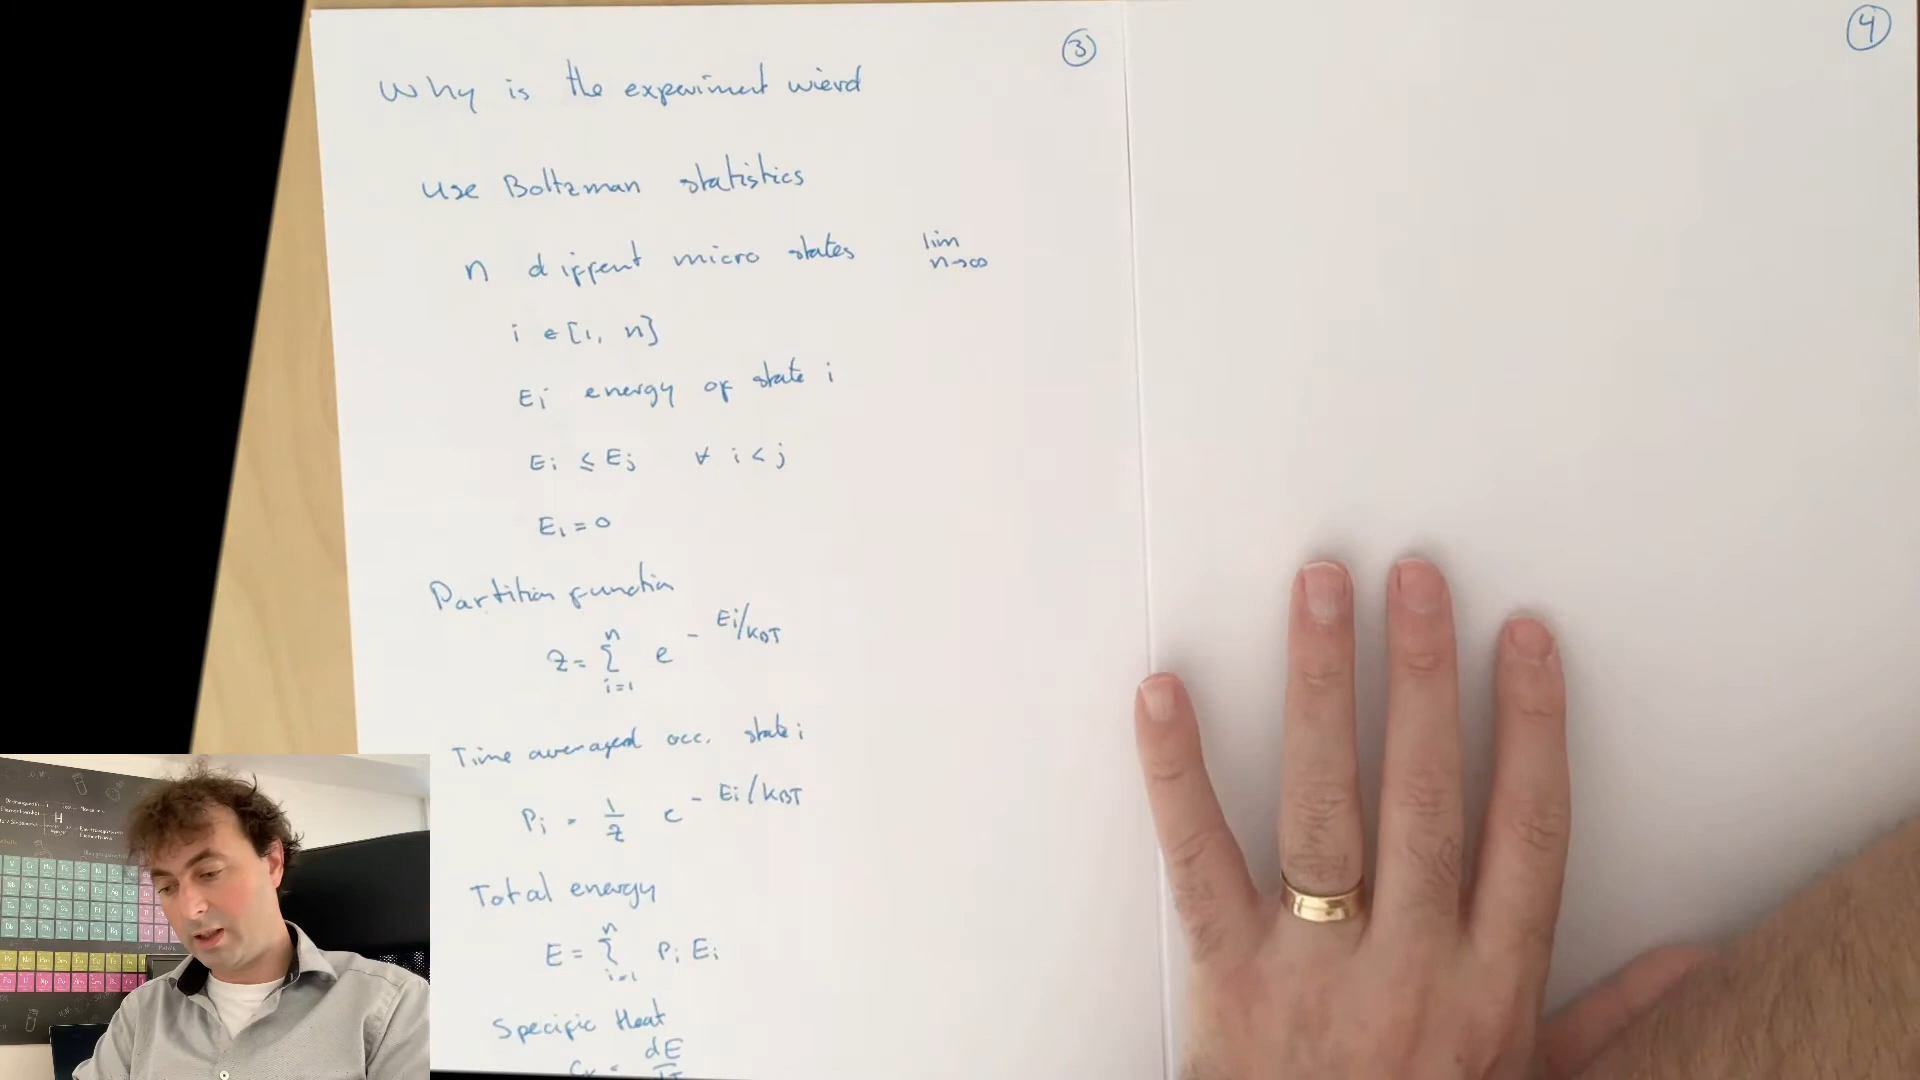 3
4
Why is the experiment wierd
Use Boltzman statistics
n diffent micro states lim n→∞
i ∈ [1, n]
Ei energy of state i
Ei ≤ Ej ∀ i < j
E1 = 0
Partition function
Z = Σ i=1 n e - Ei/KBT
Time averaged occ. state i
Pi = 1/Z e - Ei/KBT
Total energy
E = Σ i=1 n Pi Ei
Specific Heat
Cv = dE
H